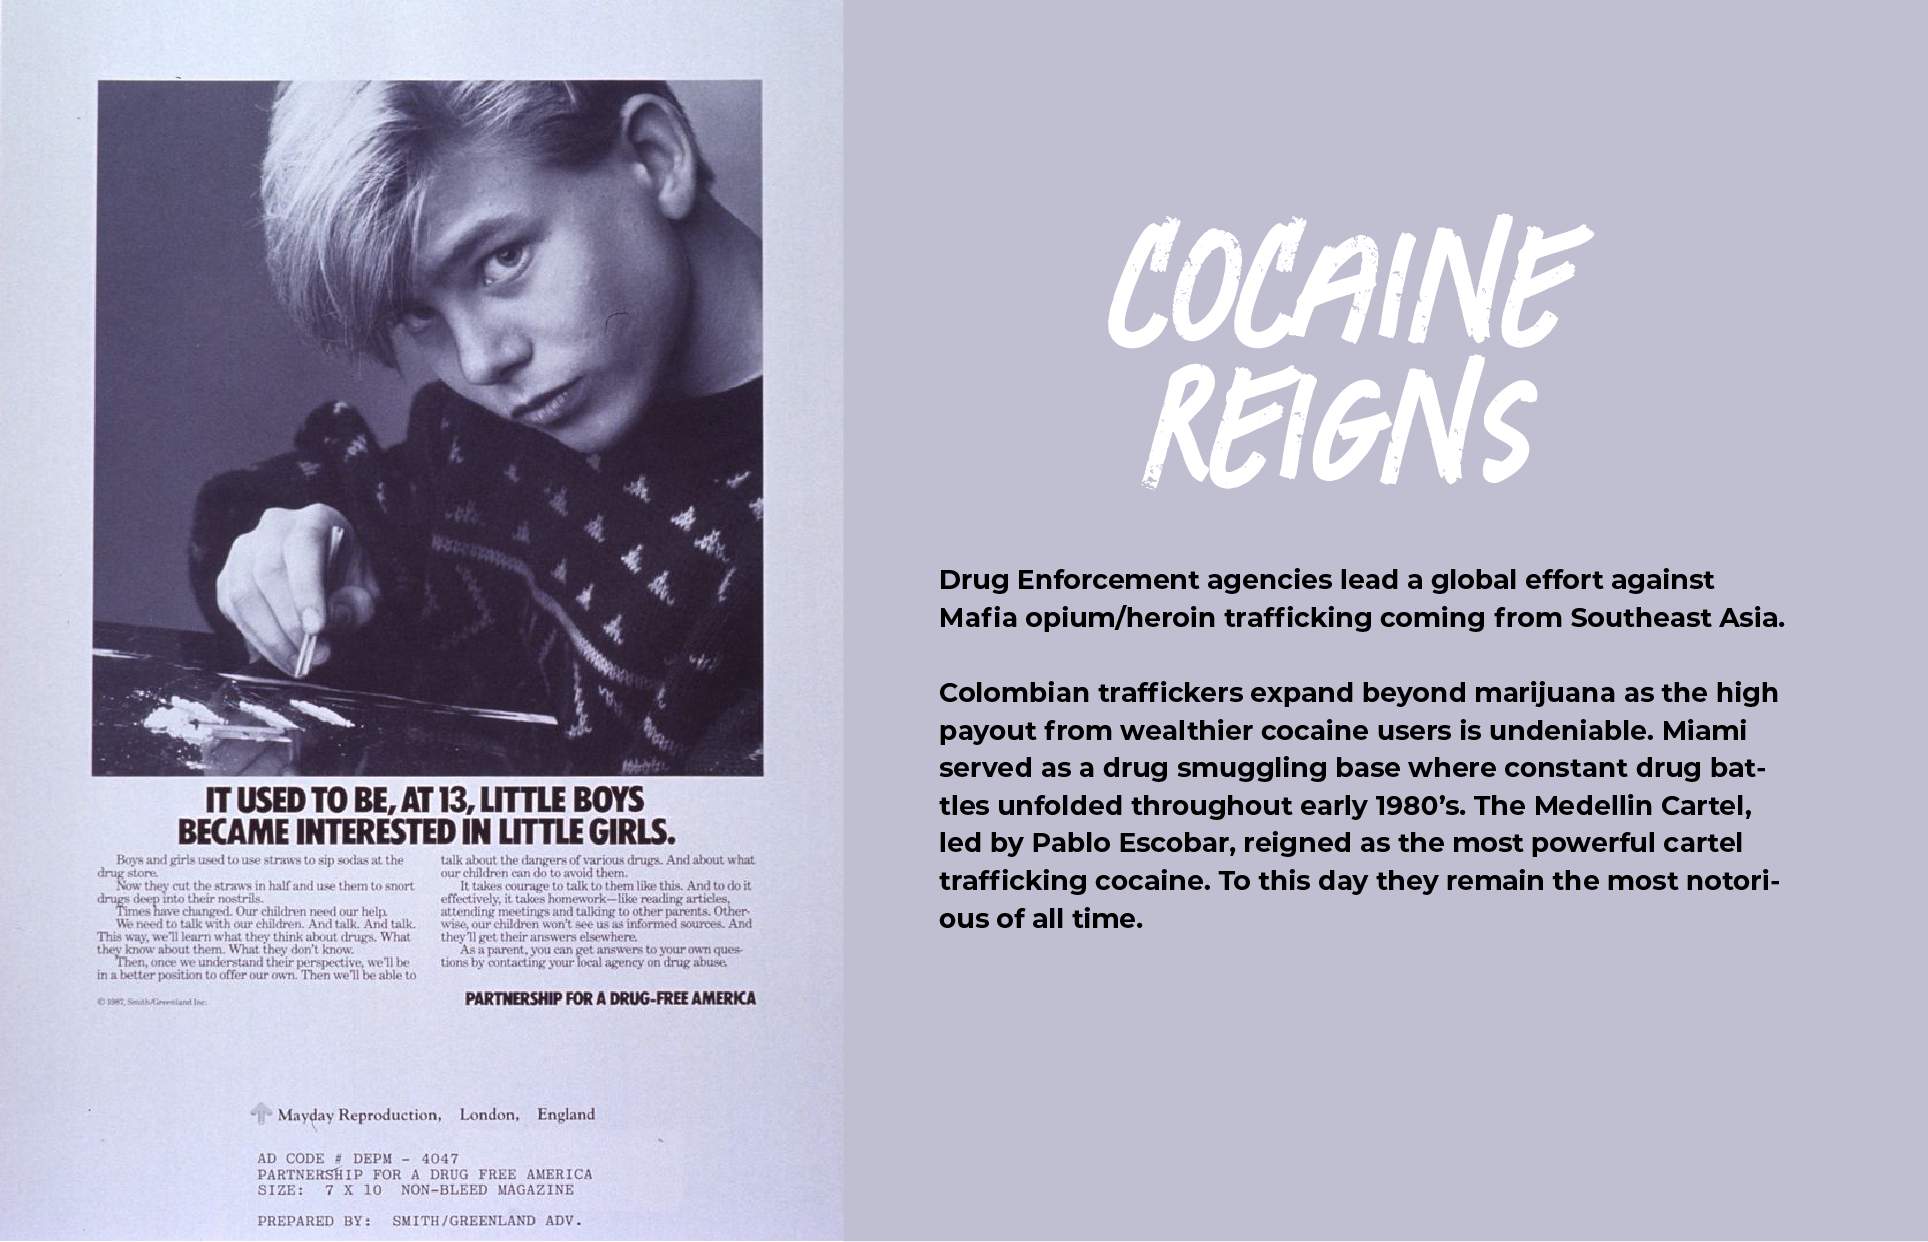 IT USED TO BE, AT 13, LITTLE BOYS
BECAME INTERESTED IN LITTLE GIRLS.
Boys and girls used to use straws to sip sodas at the
drug store.
Now they cut the straws in half and use them to snort
drugs deep into their nostrils.
Times have changed. Our children need our help.
We need to talk with our children. And talk. And talk.
This way, we'll learn what they think about drugs. What
they know about them. What they don't know.
Then, once we understand their perspective, we'll be
in a better position to offer our own. Then we'll be able to
talk about the dangers of various drugs. And about what
our children can do to avoid them.
It takes courage to talk to them like this. And to do it
effectively, it takes homework—like reading articles,
attending meetings and talking to other parents. Other-
wise, our children won't see us as informed sources. And
they'll get their answers elsewhere.
As a parent, you can get answers to your own ques-
tions by contacting your local agency on drug abuse.
© 1987, Smith/Greenland Inc.
PARTNERSHIP FOR A DRUG-FREE AMERICA
Mayday Reproduction, London, England
AD CODE # DEPM - 4047
PARTNERSHIP FOR A DRUG FREE AMERICA
SIZE: 7 X 10 NON-BLEED MAGAZINE
PREPARED BY: SMITH/GREENLAND ADV.
COCAINE
REIGNS
Drug Enforcement agencies lead a global effort against
Mafia opium/heroin trafficking coming from Southeast Asia.
Colombian traffickers expand beyond marijuana as the high
payout from wealthier cocaine users is undeniable. Miami
served as a drug smuggling base where constant drug bat-
tles unfolded throughout early 1980's. The Medellin Cartel,
led by Pablo Escobar, reigned as the most powerful cartel
trafficking cocaine. To this day they remain the most notori-
ous of all time.